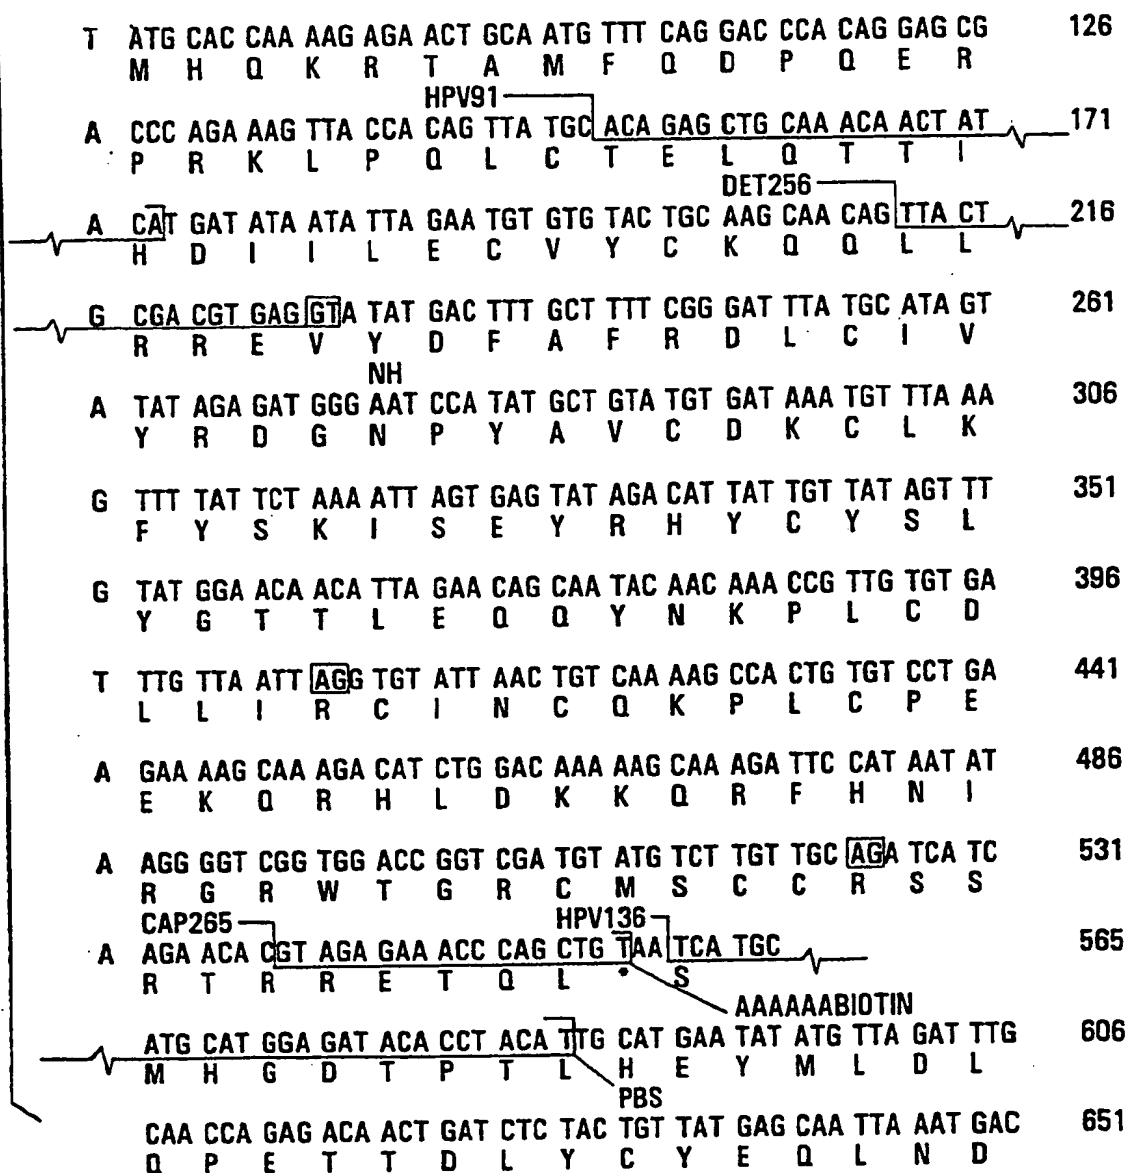 T ATG CAC CAA AAG AGA ACT GCA ATG TTT CAG GAC CCA CAG GAG CG 126
M H Q K R T A M F Q D P Q E R
HPV91
A CCC AGA AAG TTA CCA CAG TTA TGC ACA GAG CTG CAA ACA ACT AT 171
P R K L P Q L C T E L Q T T I
DET256
A CAT GAT ATA ATA TTA GAA TGT GTG TAC TGC AAG CAA CAG TTA CT 216
H D I I L E C V Y C K Q Q L L
G CGA CGT GAG GTA TAT GAC TTT GCT TTT CGG GAT TTA TGC ATA GT 261
R R E V Y D F A F R D L C I V
NH
A TAT AGA GAT GGG AAT CCA TAT GCT GTA TGT GAT AAA TGT TTA AA 306
Y R D G N P Y A V C D K C L K
G TTT TAT TCT AAA ATT AGT GAG TAT AGA CAT TAT TGT TAT AGT TT 351
F Y S K I S E Y R H Y C Y S L
G TAT GGA ACA ACA TTA GAA CAG CAA TAC AAC AAA CCG TTG TGT GA 396
Y G T T L E Q Q Y N K P L C D
T TTG TTA ATT AGG TGT ATT AAC TGT CAA AAG CCA CTG TGT CCT GA 441
L L I R C I N C Q K P L C P E
A GAA AAG CAA AGA CAT CTG GAC AAA AAG CAA AGA TTC CAT AAT AT 486
E K Q R H L D K K Q R F H N I
A AGG GGT CGG TGG ACC GGT CGA TGT ATG TCT TGT TGC AGA TCA TC 531
R G R W T G R C M S C C R S S
CAP265 HPV136
A AGA ACA CGT AGA GAA ACC CAG CTG TAA TCA TGC 565
R T R R E T Q L * S
AAAAAABIOTIN
ATG CAT GGA GAT ACA CCT ACA TTG CAT GAA TAT ATG TTA GAT TTG 606
M H G D T P T L H E Y M L D L
PBS
CAA CCA GAG ACA ACT GAT CTC TAC TGT TAT GAG CAA TTA AAT GAC 651
Q P E T T D L Y C Y E Q L N D